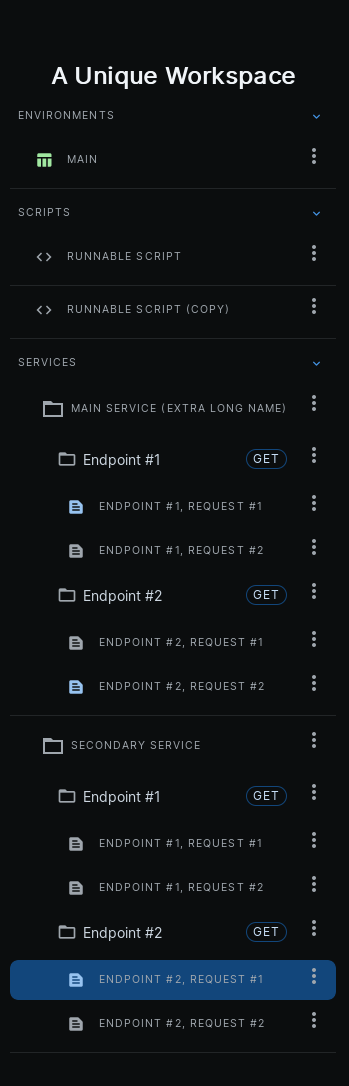 A Unique Workspace
ENVIRONMENTS
MAIN
SCRIPTS
RUNNABLE SCRIPT
RUNNABLE SCRIPT (COPY)
SERVICES
MAIN SERVICE (EXTRA LONG NAME)
Endpoint #1 GET
ENDPOINT #1, REQUEST #1
ENDPOINT #1, REQUEST #2
Endpoint #2 GET
ENDPOINT #2, REQUEST #1
ENDPOINT #2, REQUEST #2
SECONDARY SERVICE
Endpoint #1 GET
ENDPOINT #1, REQUEST #1
ENDPOINT #1, REQUEST #2
Endpoint #2 GET
ENDPOINT #2, REQUEST #1
ENDPOINT #2, REQUEST #2